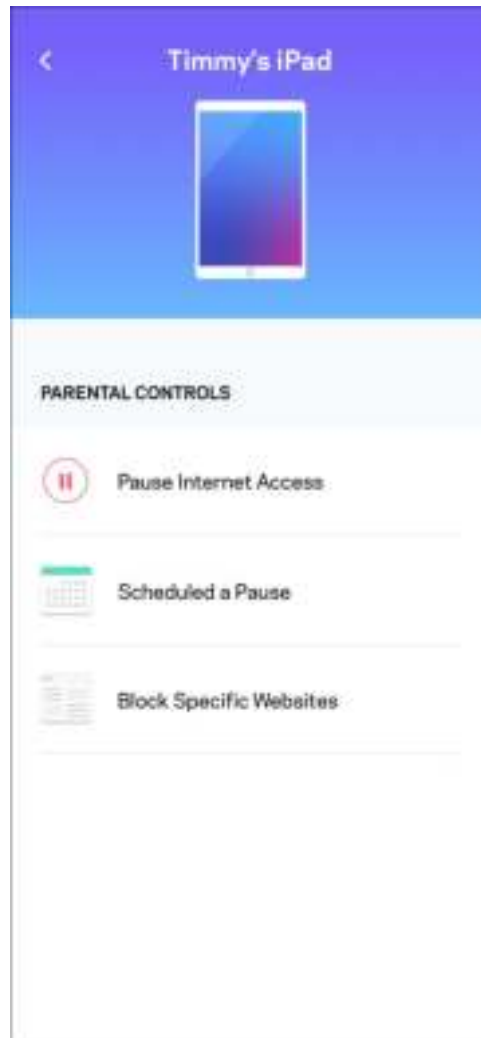 Timmy's iPad
PARENTAL CONTROLS
Pause Internet Access
Scheduled a Pause
Block Specific Websites